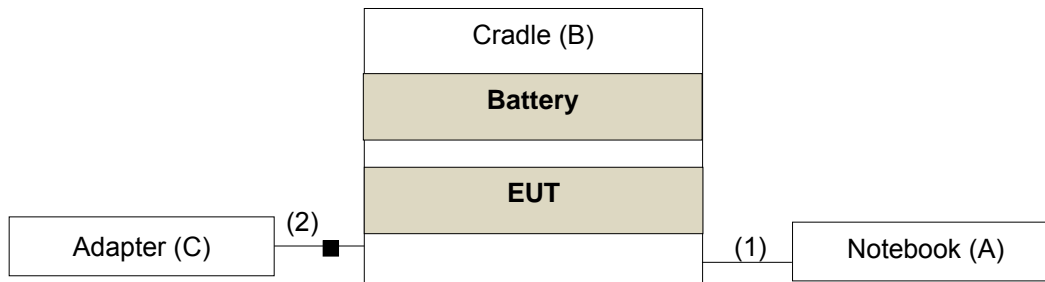 Cradle (B)
Battery
EUT
(2)
Adapter (C)
(1)
Notebook (A)